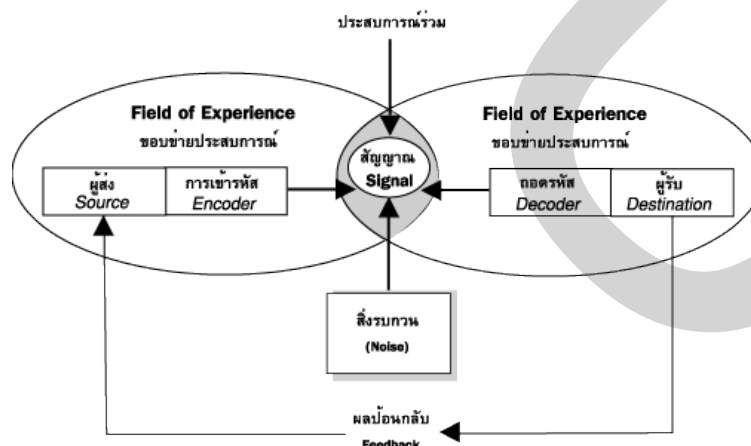 ประสบการณ์ร่วม
Field of Experience
ขอบข่ายประสบการณ์
Field of Experience
ขอบข่ายประสบการณ์
สัญญาณ
Signal
ผู้ส่ง
Source
การเข้ารหัส
Encoder
ถอดรหัส
Decoder
ผู้รับ
Destination
สิ่งรบกวน
(Noise)
ผลป้อนกลับ
Feedback